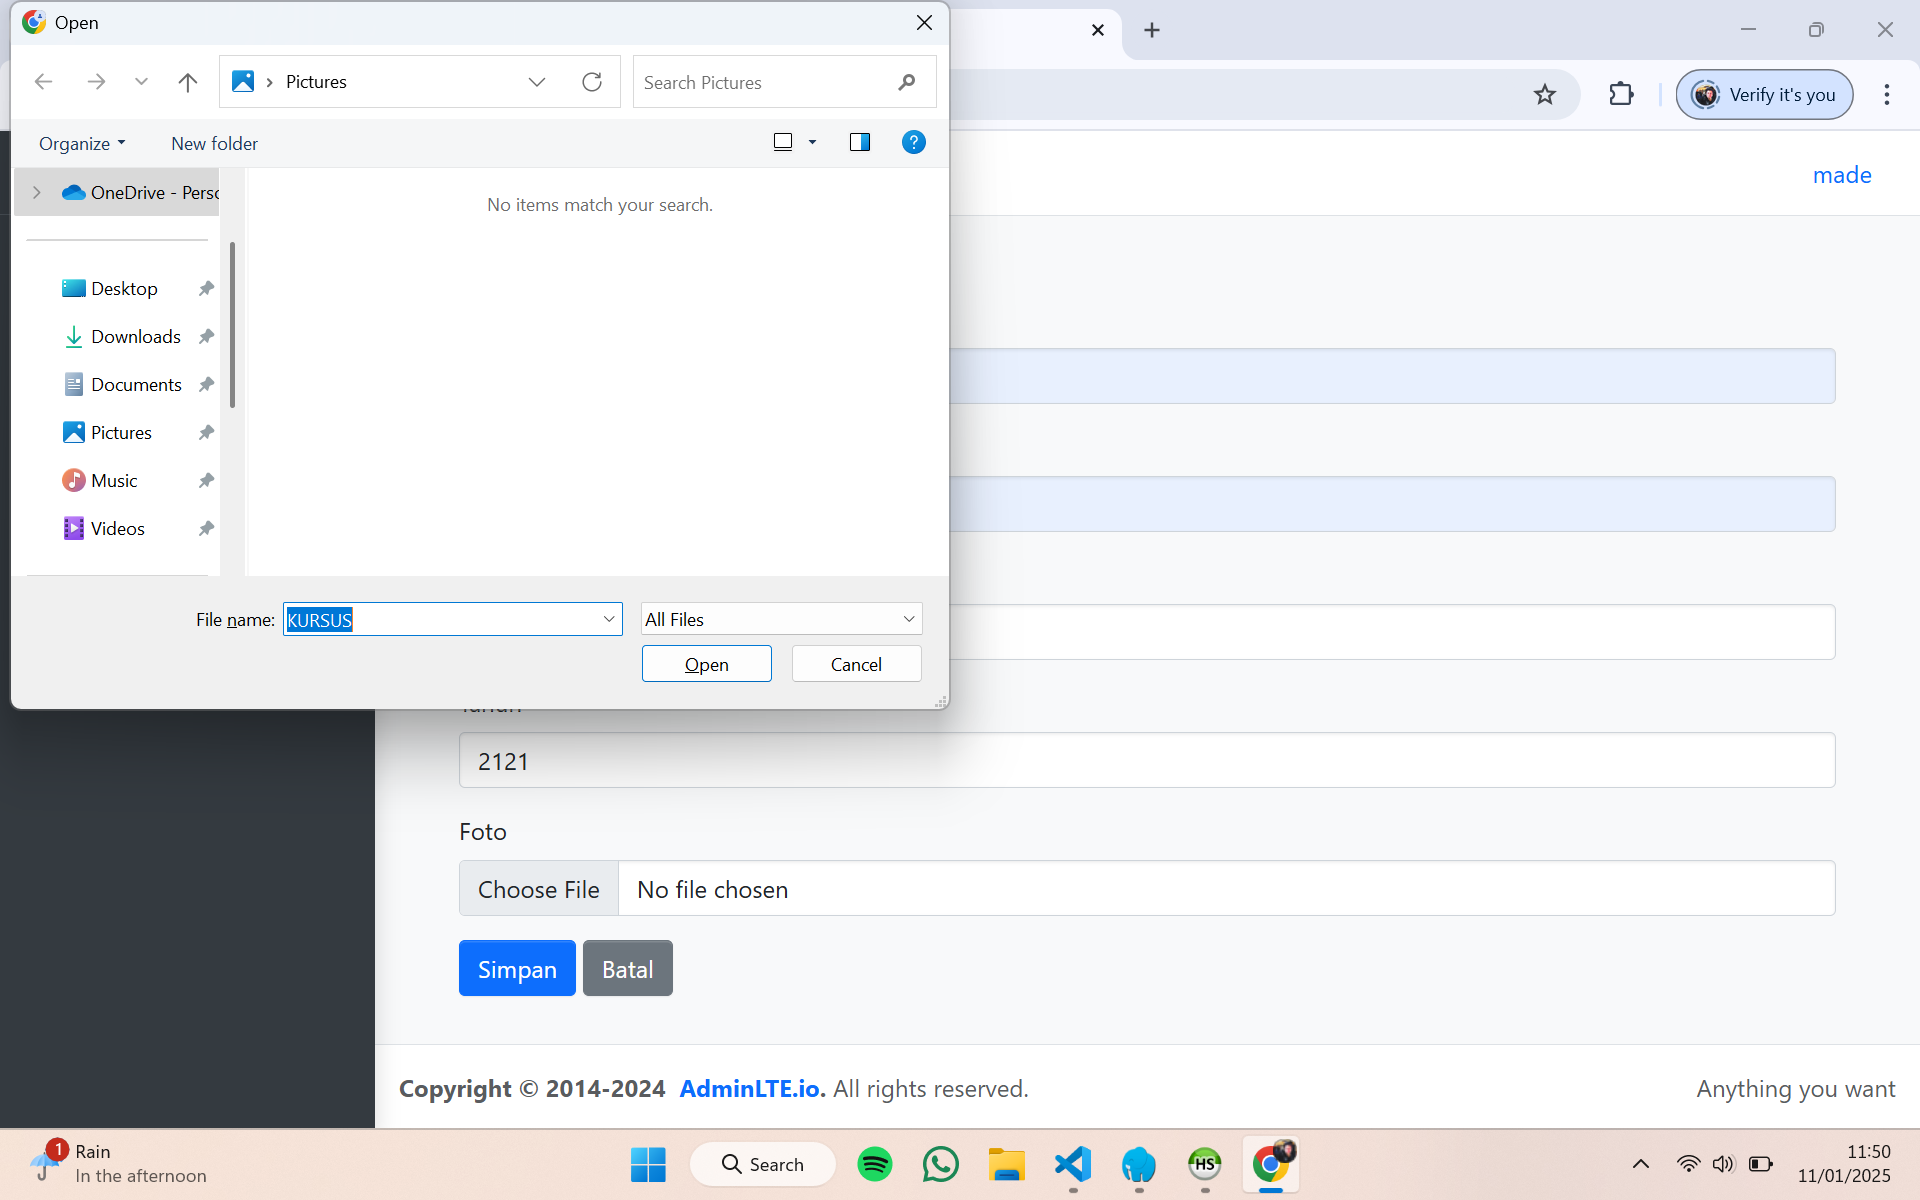 Open
Pictures
Search Pictures
Verify it's you
Organize
New folder
OneDrive - Perso
No items match your search.
made
Desktop
Downloads
Documents
Pictures
Music
Videos
File name:
KURSUS
All Files
Open
Cancel
2121
Foto
Choose File
No file chosen
Simpan
Batal
Copyright © 2014-2024 AdminLTE.io. All rights reserved.
Anything you want
1
Rain
In the afternoon
Search
HS
11:50
11/01/2025